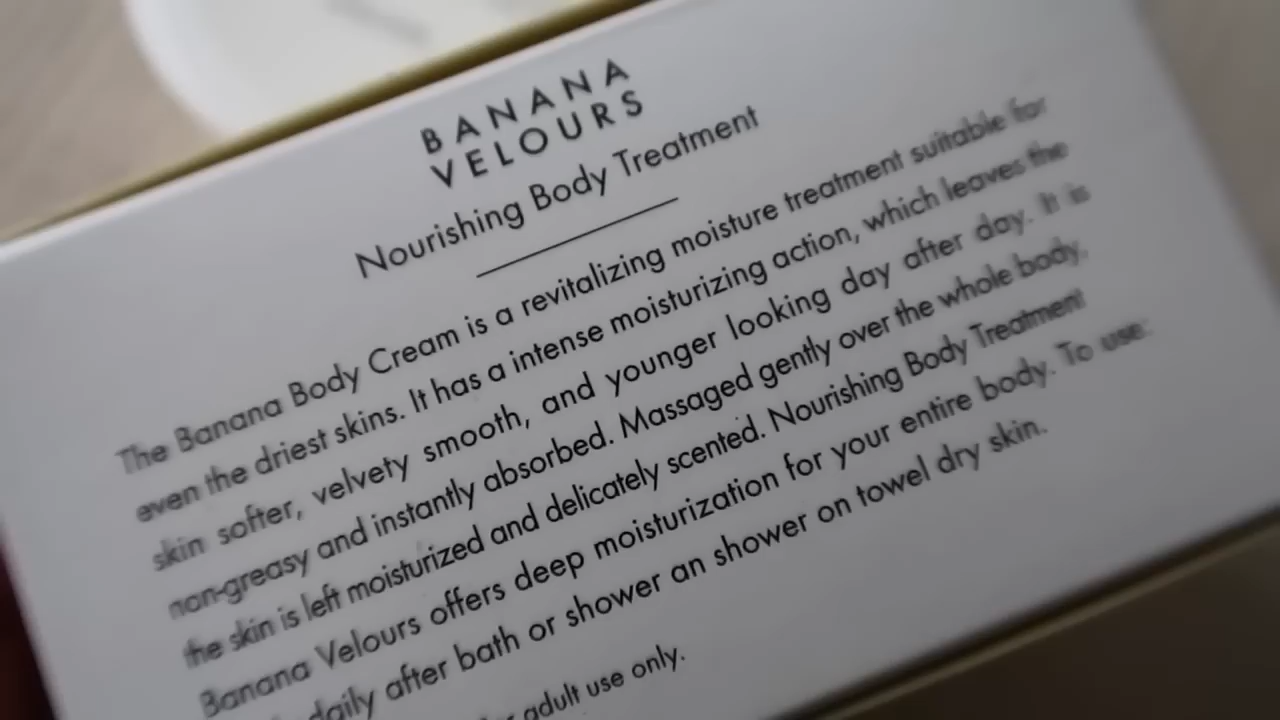 BANANA
VELOURS
Nourishing Body Treatment
The Banana Body Cream is a revitalizing moisture treatment suitable for
even the driest skins. It has a intense moisturizing action, which leaves the
skin softer, velvety smooth, and younger looking day after day. It is
non-greasy and instantly absorbed. Massaged gently over the whole body.
the skin is left moisturized and delicately scented. Nourishing Body Treatment
Banana Velours offers deep moisturization for your entire body. To use:
daily after bath or shower an shower on towel dry skin.
adult use only.